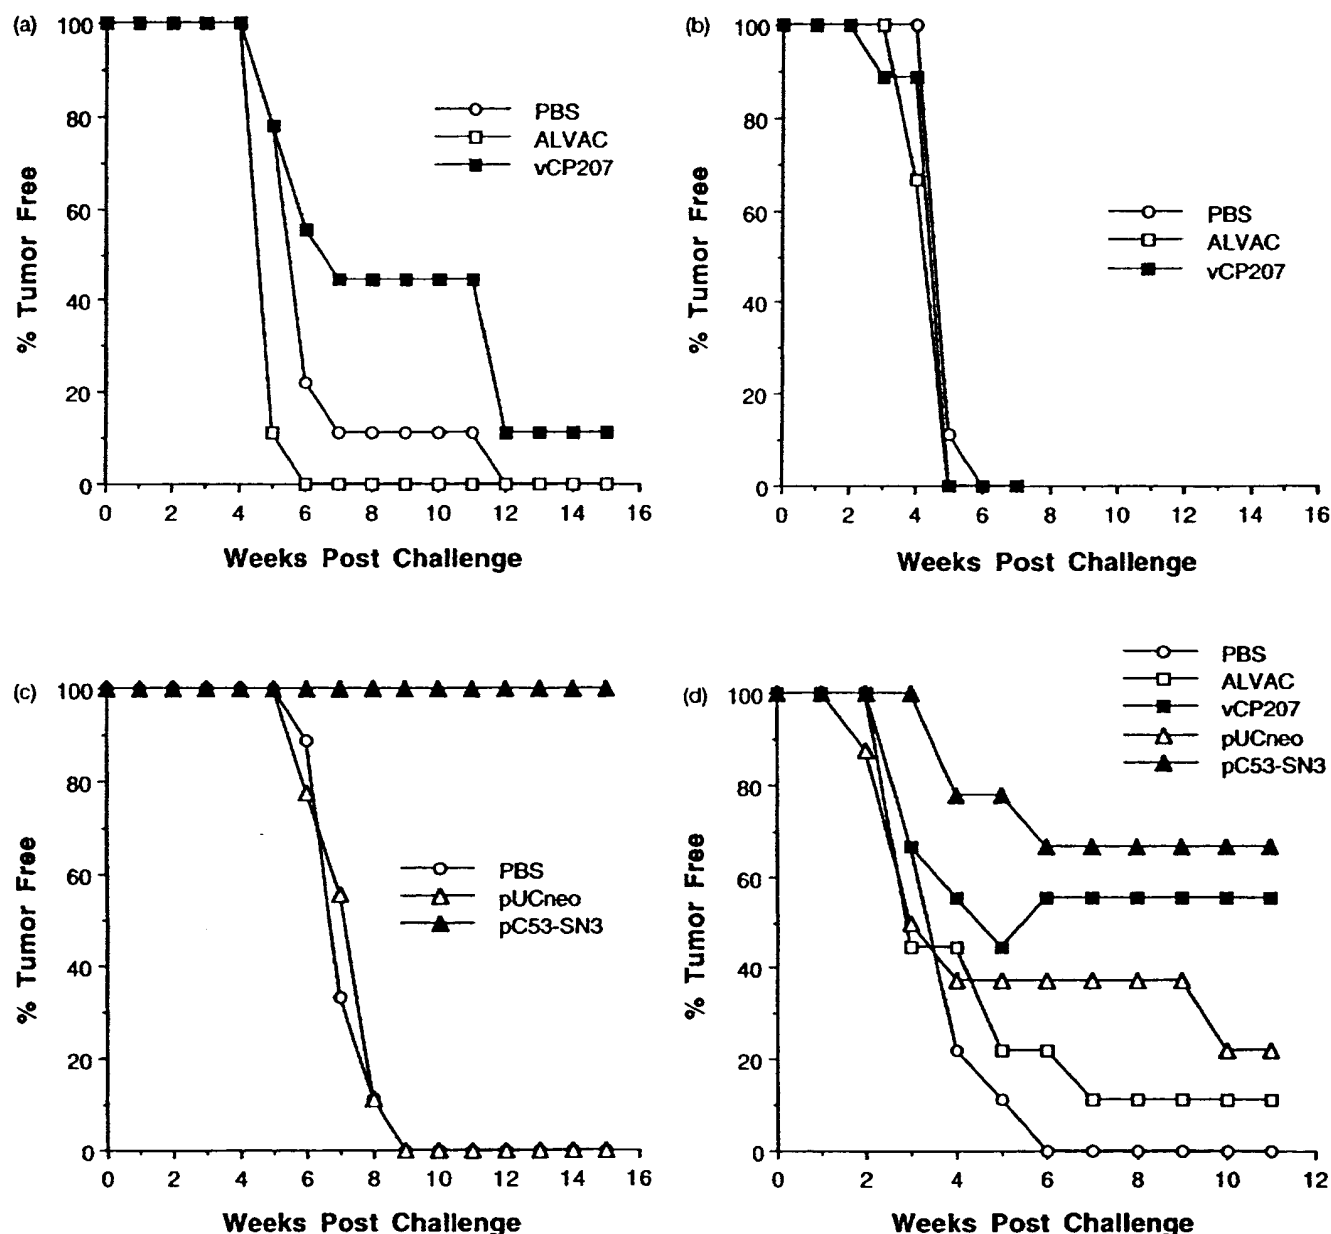 (a)
100
80
60
40
20
0
% Tumor Free
PBS
ALVAC
vCP207
0 2 4 6 8 10 12 14 16
Weeks Post Challenge
(b)
100
80
60
40
20
0
% Tumor Free
PBS
ALVAC
vCP207
0 2 4 6 8 10 12 14 16
Weeks Post Challenge
(c)
100
80
60
40
20
0
% Tumor Free
PBS
pUCneo
pC53-SN3
0 2 4 6 8 10 12 14 16
Weeks Post Challenge
(d)
PBS
ALVAC
vCP207
pUCneo
pC53-SN3
100
80
60
40
20
0
% Tumor Free
0 2 4 6 8 10 12
Weeks Post Challenge